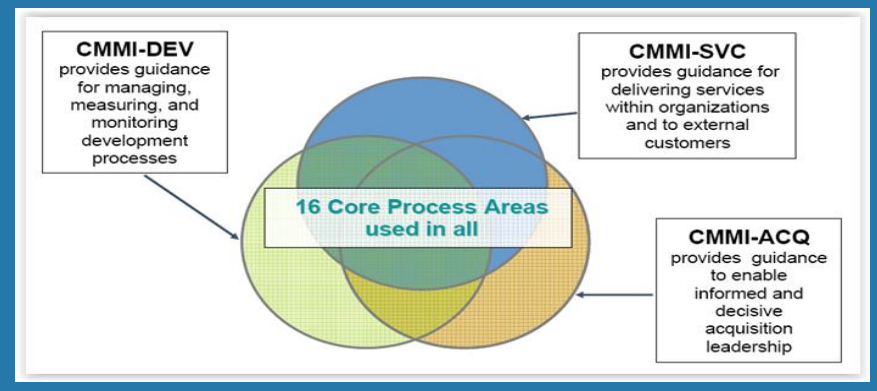 CMMI-DEV
provides guidance
for managing,
measuring, and
monitoring
development
processes
CMMI-SVC
provides guidance for
delivering services
within organizations
and to external
customers
16 Core Process Areas
used in all
CMMI-ACQ
provides guidance
to enable
informed and
decisive
acquisition
leadership